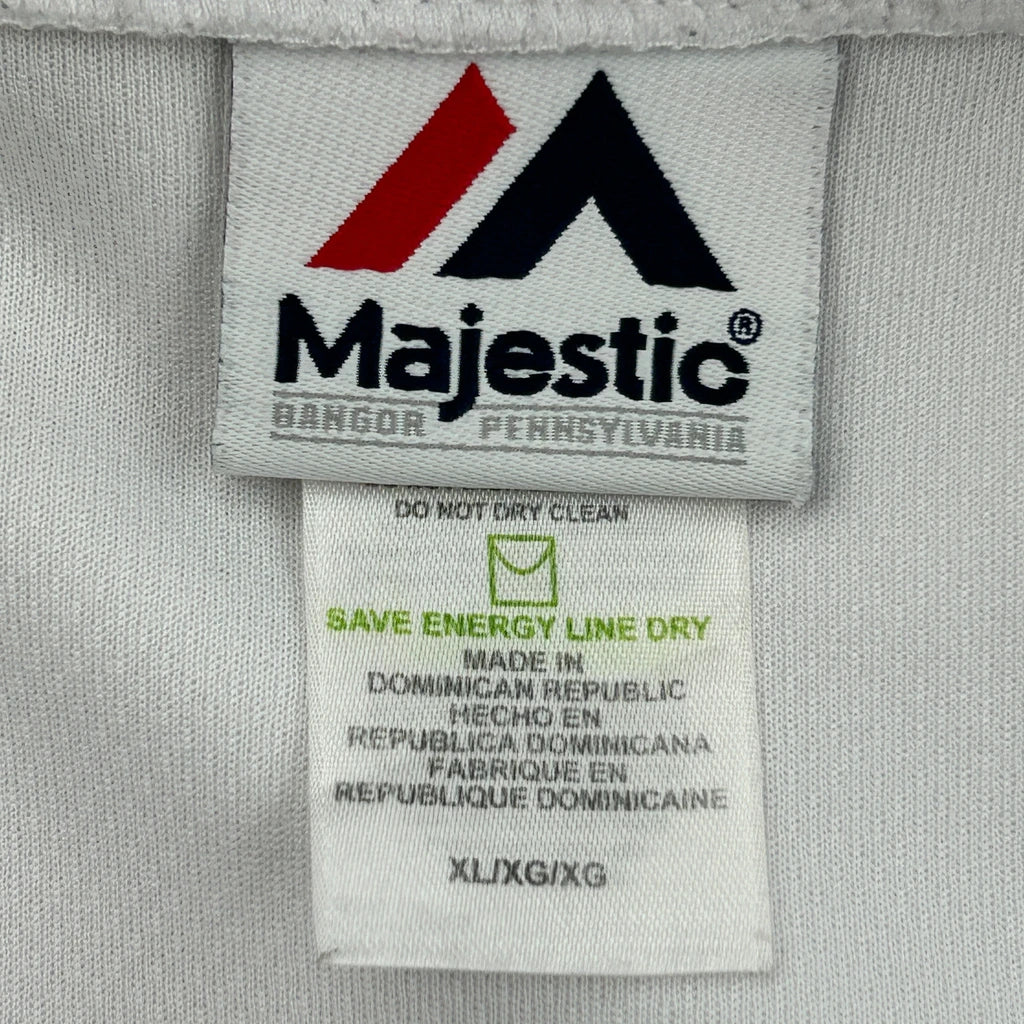 Majestic®
BANGOR PENNSYLVANIA
DO NOT DRY CLEAN
SAVE ENERGY LINE DRY
MADE IN
DOMINICAN REPUBLIC
HECHO EN
REPUBLICA DOMINICANA
FABRIQUE EN
REPUBLIQUE DOMINICAINE
XL/XG/XG